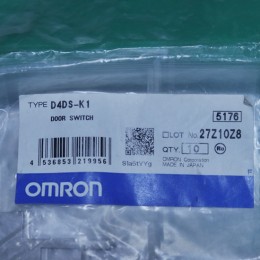 TYPE D4DS-K1
DOOR SWITCH
5176
LOT No. 27Z10Z8
QTY. 10 No
4 536853 219956
OMRON Corporation
MADE IN JAPAN
OMRON